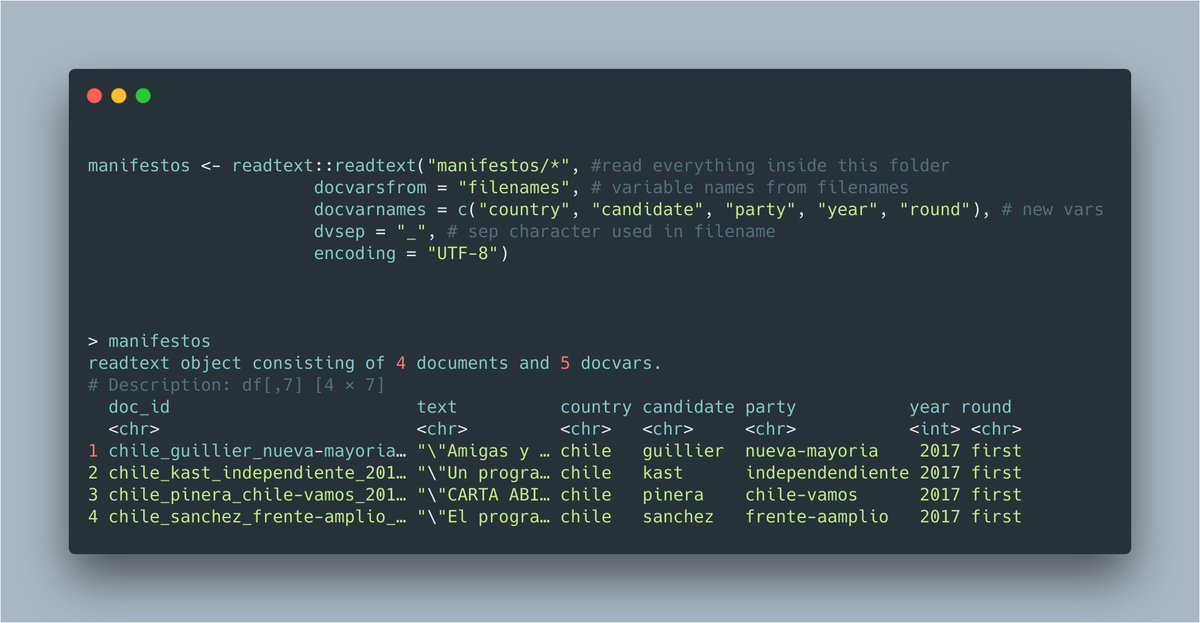 manifestos <- readtext::readtext("manifestos/*", #read everything inside this folder
docvarsfrom = "filenames", # variable names from filenames
docvarnames = c("country", "candidate", "party", "year", "round"), # new vars
dvsep = "_", # sep character used in filename
encoding = "UTF-8")
> manifestos
readtext object consisting of 4 documents and 5 docvars.
# Description: df[,7] [4 × 7]
doc_id text country candidate party year round
<chr> <chr> <chr> <chr> <chr> <int> <chr>
1 chile_guillier_nueva-mayoria… "\"Amigas y … chile guillier nueva-mayoria 2017 first
2 chile_kast_independiente_201… "\"Un progra… chile kast independendiente 2017 first
3 chile_pinera_chile-vamos_201… "\"CARTA ABI… chile pinera chile-vamos 2017 first
4 chile_sanchez_frente-amplio_… "\"El progra… chile sanchez frente-aamplio 2017 first